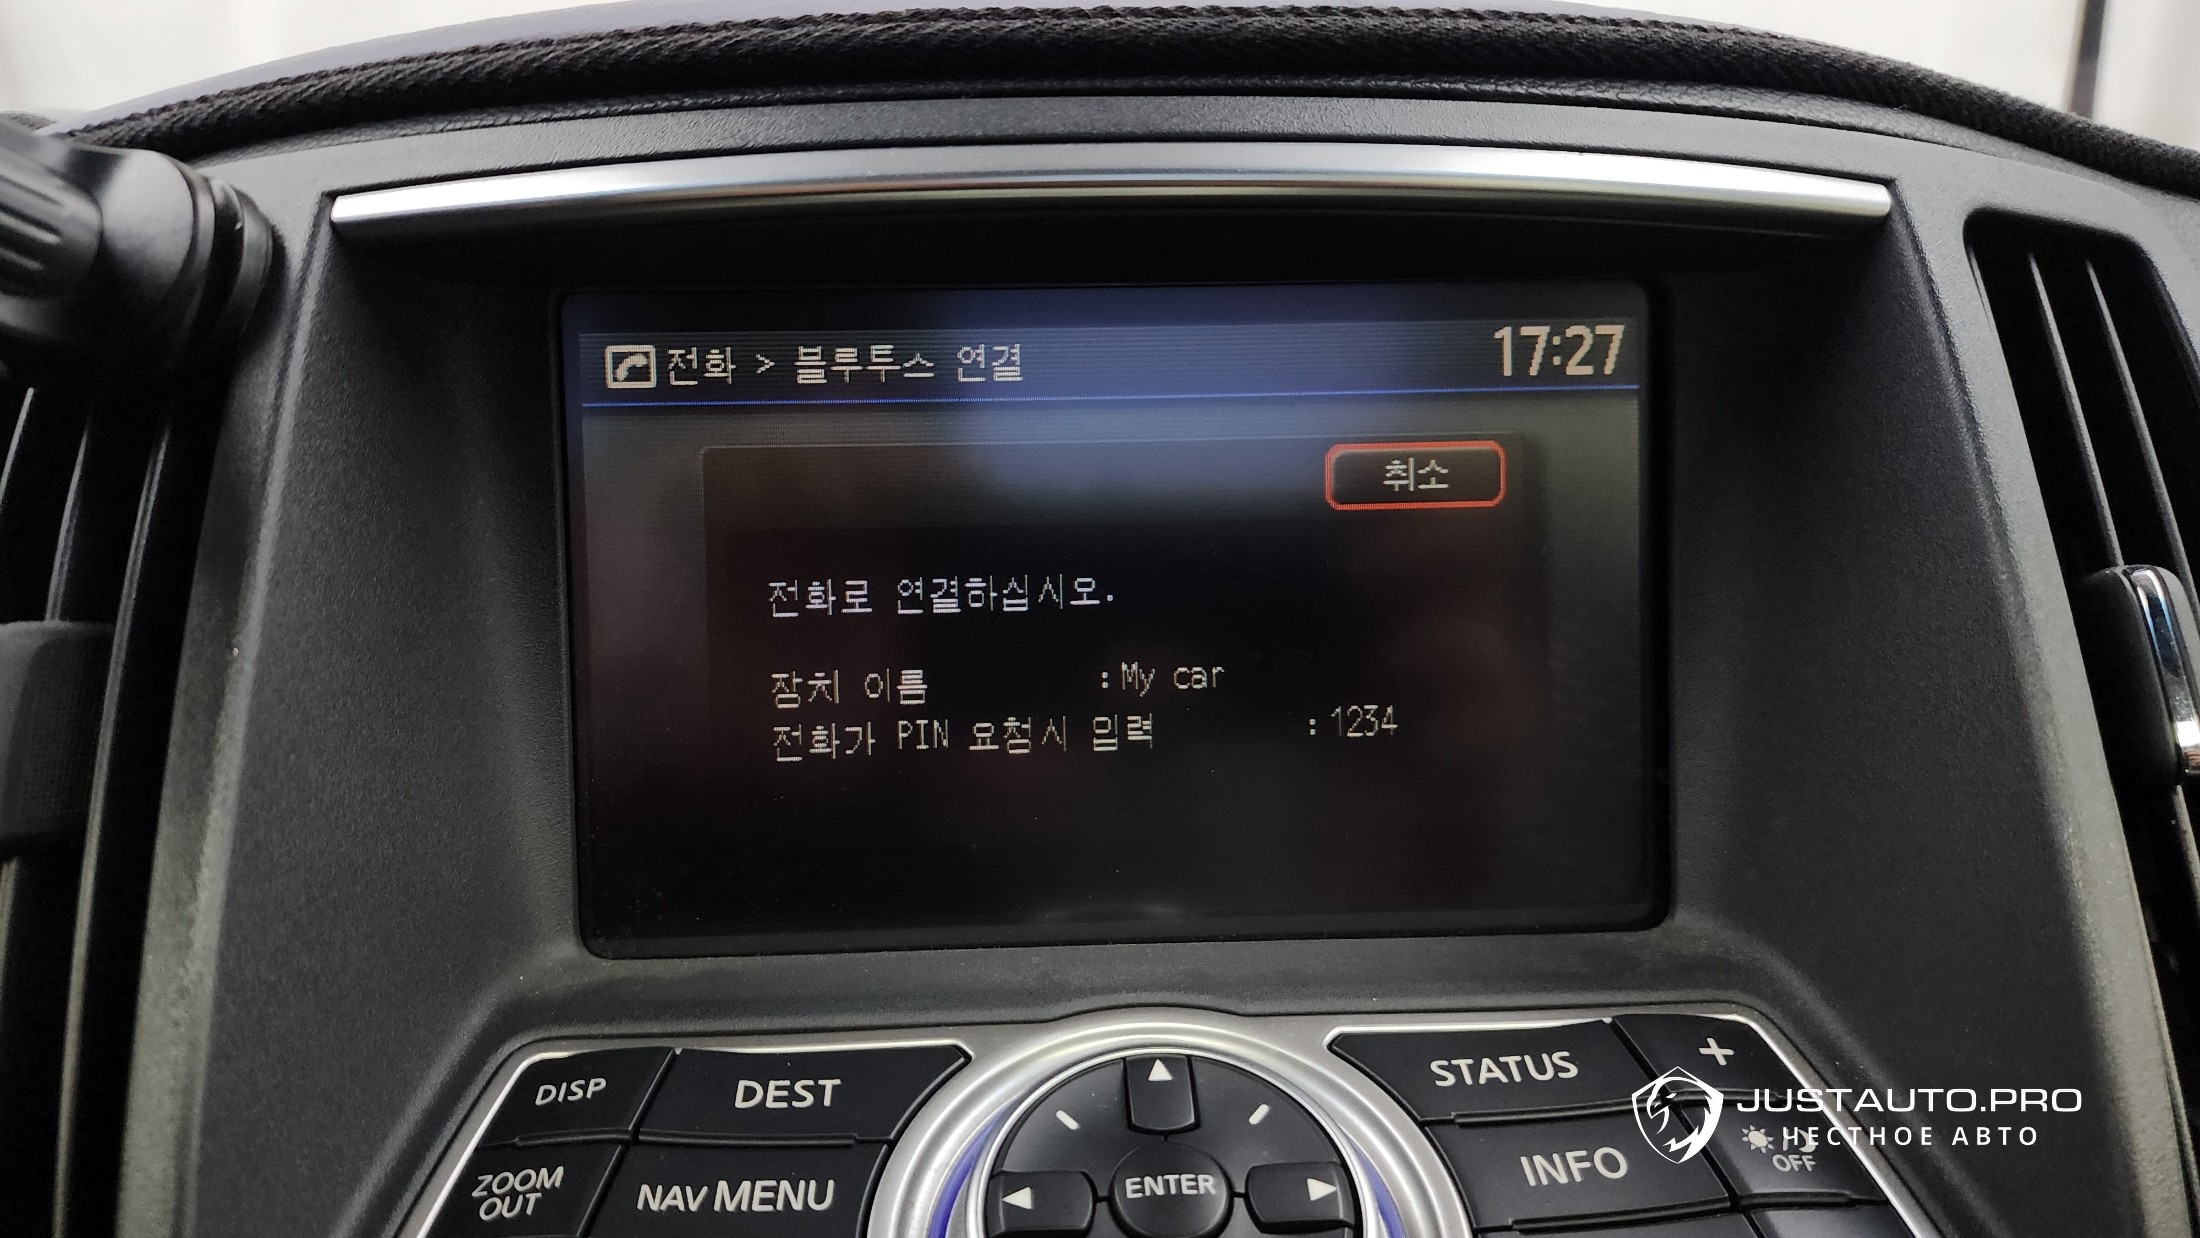 전화 > 블루투스 연결
17:27
취소
전화로 연결하십시오.
장치 이름 : My car
전화가 PIN 요청시 입력 : 1234
DISP
DEST
STATUS
+
ZOOM OUT
NAV MENU
ENTER
INFO
OFF
JUSTAUTO.PRO
ЧЕСТНОЕ АВТО